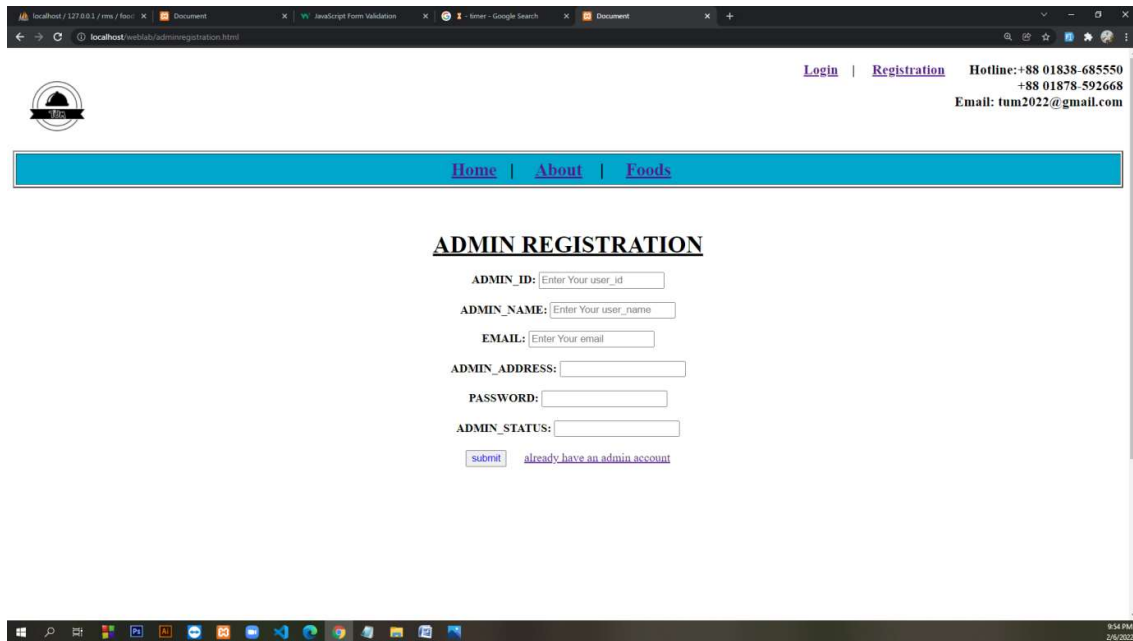 localhost / 127.0.0.1 / rms / food
Document
JavaScript Form Validation
- timer - Google Search
Document
localhost/weblab/adminregistration.html
Login | Registration
Hotline:+88 01838-685550
+88 01878-592668
Email: tum2022@gmail.com
Home | About | Foods
ADMIN REGISTRATION
ADMIN_ID: Enter Your user_id
ADMIN_NAME: Enter Your user_name
EMAIL: Enter Your email
ADMIN_ADDRESS:
PASSWORD:
ADMIN_STATUS:
submit already have an admin account
Ps
Ai
9:54 PM